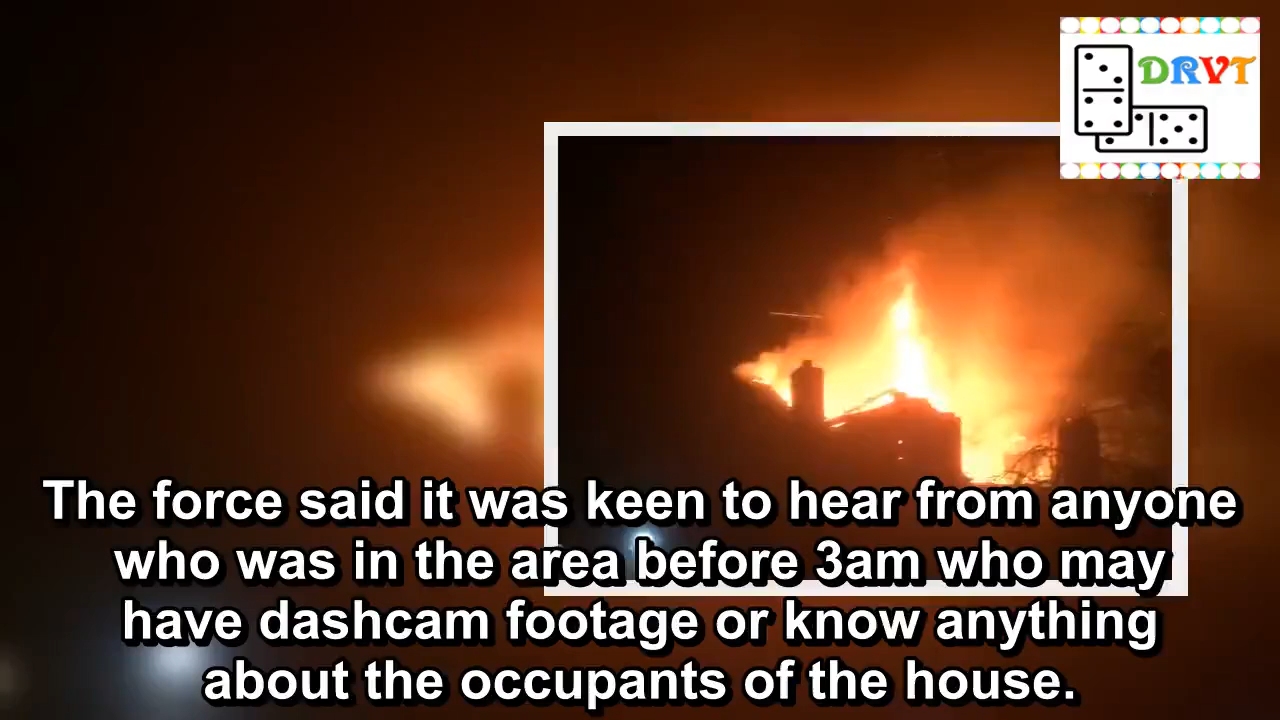 DRVT
The force said it was keen to hear from anyone
who was in the area before 3am who may
have dashcam footage or know anything
about the occupants of the house.